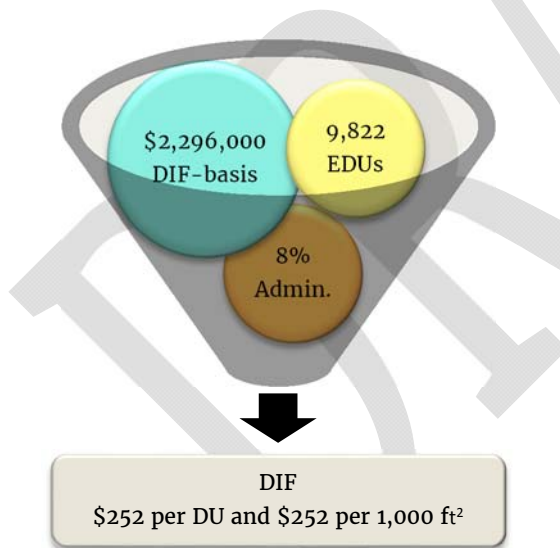 $2,296,000
DIF-basis
9,822
EDUs
8%
Admin.
DIF
$252 per DU and $252 per 1,000 ft²